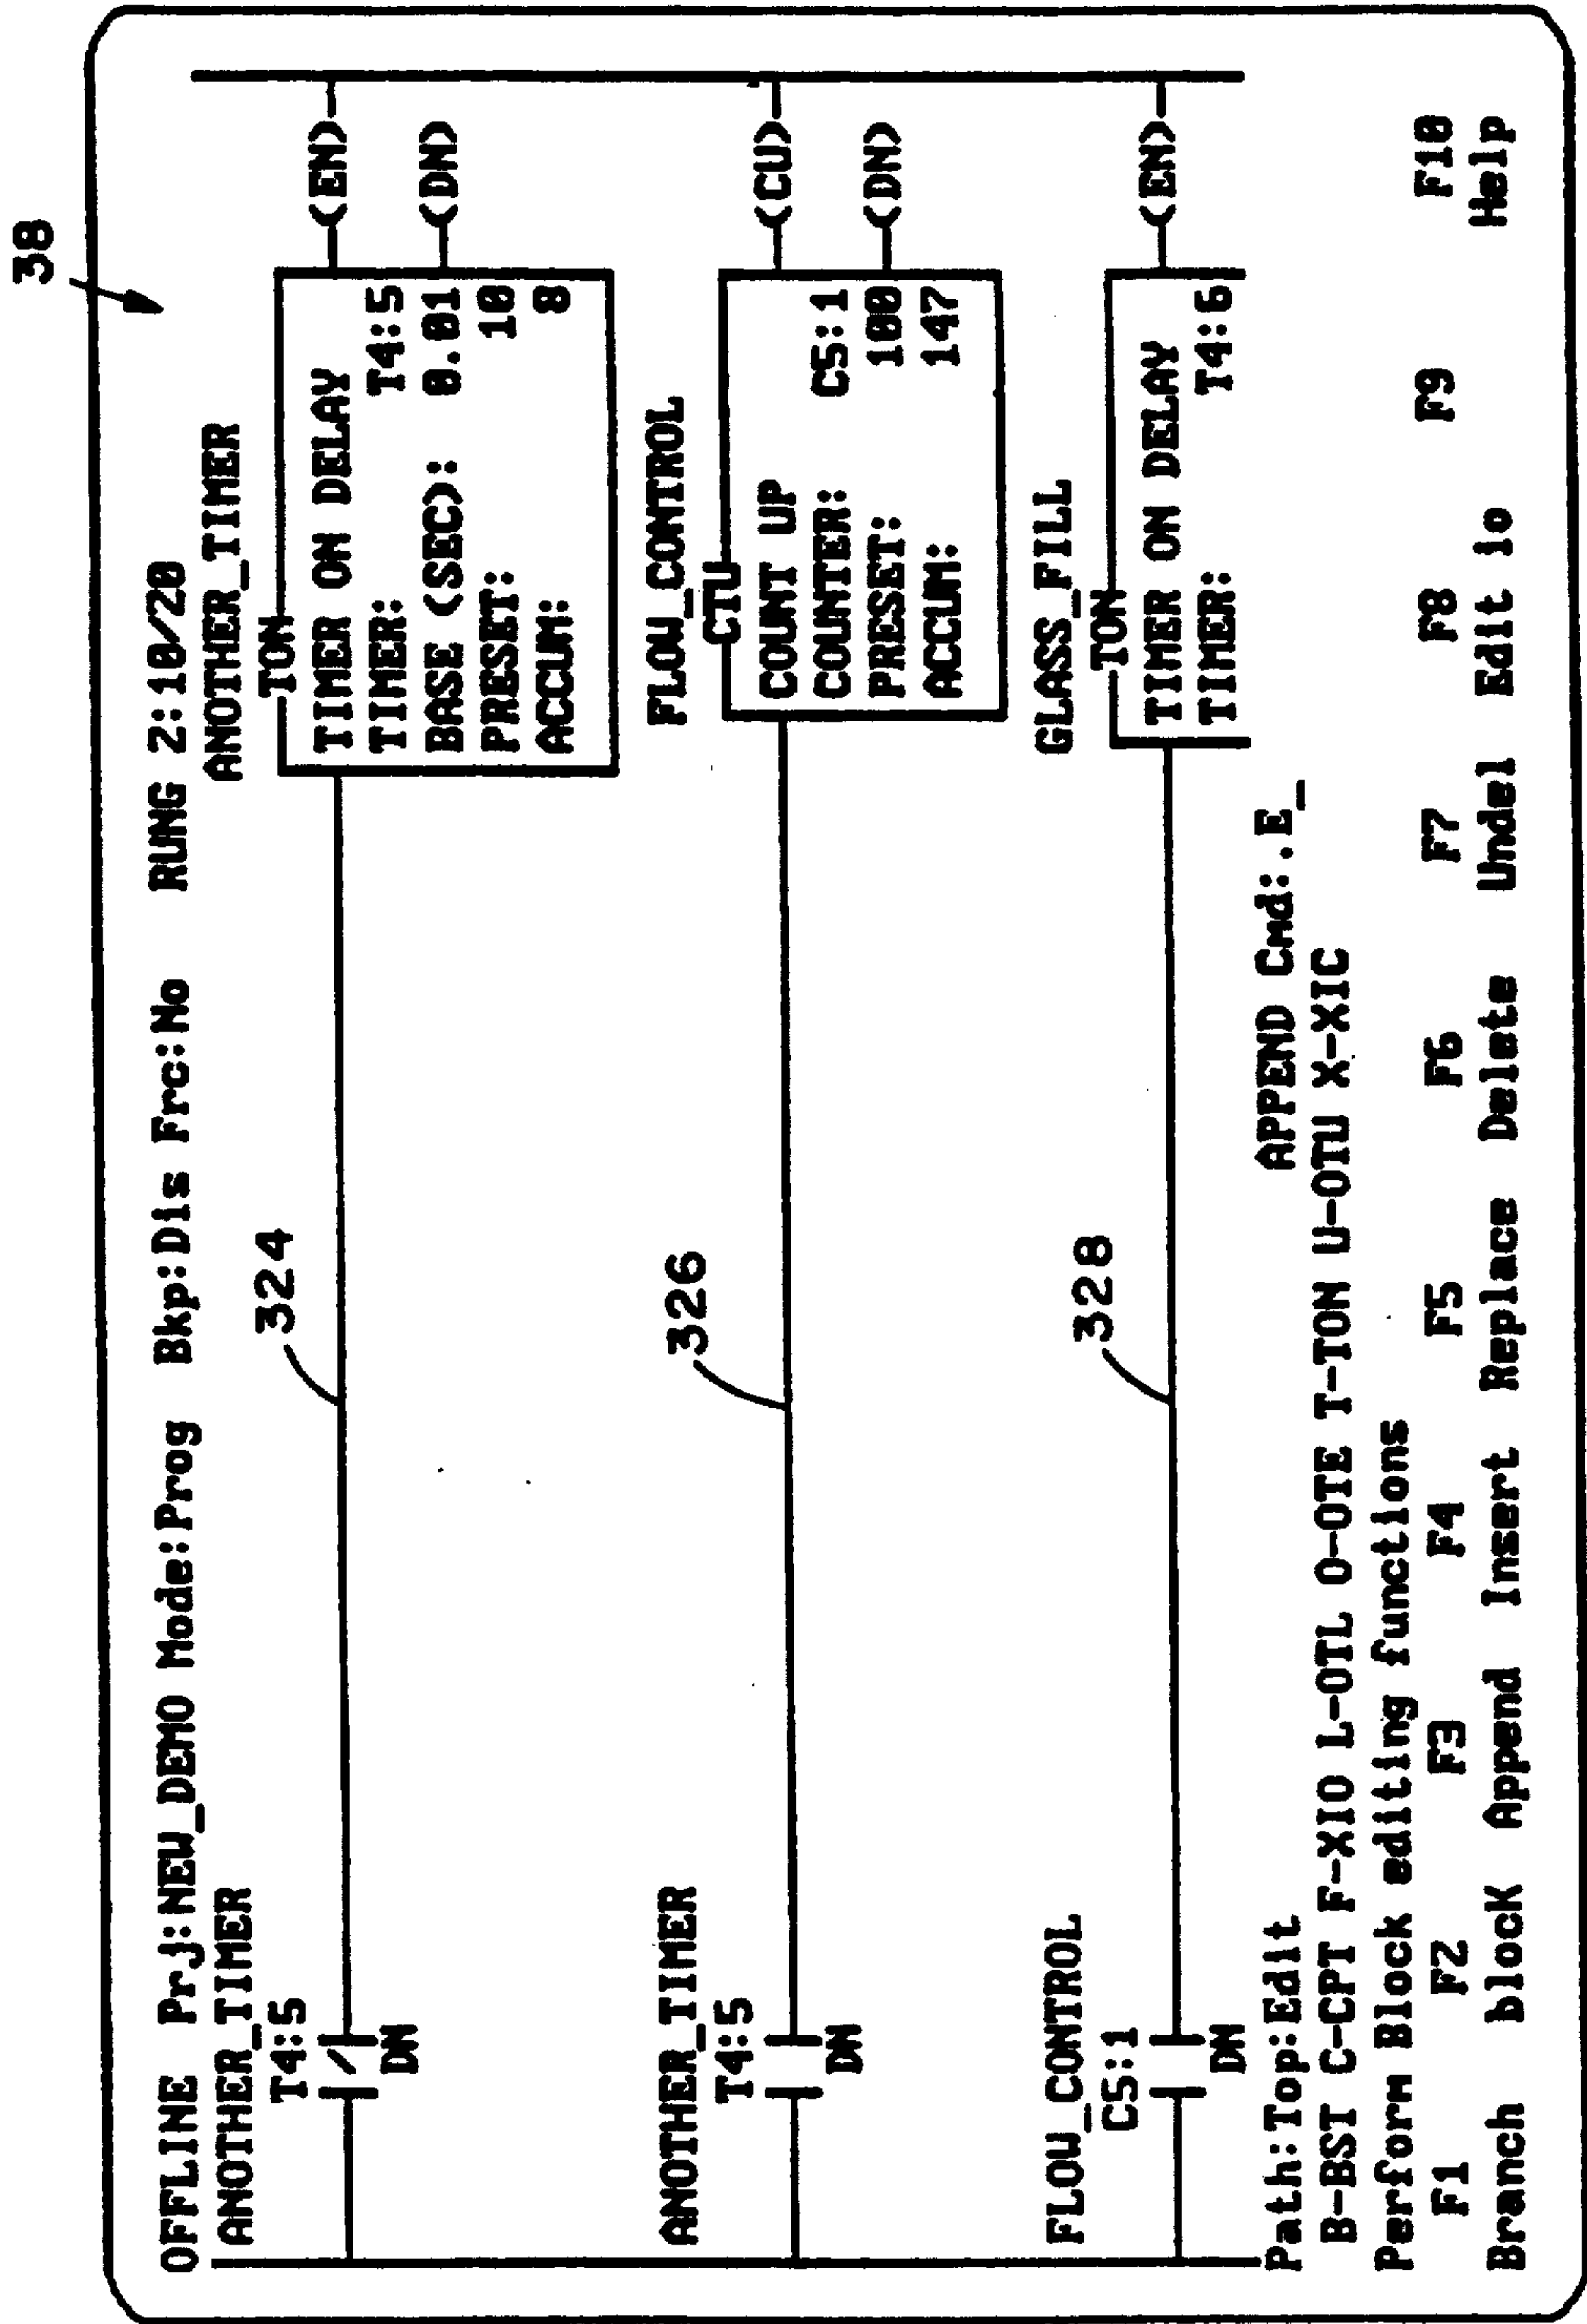 38
OFFLINE Prj:NEW_DEMO Mode:Prog Bkp:Dis Frc:No RUNG 2:10/20
ANOTHER_TIMER ANOTHER_TIMER
T4:5 TON
DN
324
TIMER ON DELAY (EN)
TIMER: T4:5
BASE (SEC): 0.01 (DN)
PRESET: 10
ACCUM: 8
ANOTHER_TIMER FLOW_CONTROL
T4:5 CTU
DN
326
COUNT UP (CU)
COUNTER: C5:1
PRESET: 100 (DN)
ACCUM: 147
FLOW_CONTROL GLASS_FILL
C5:1 TON
DN
328
TIMER ON DELAY (EN)
TIMER: T4:6
Path:Top:Edit APPEND Cmd:.E_
B-BST C-CPT F-XIO L-OTL O-OTE T-TON U-OTU X-XIC
Perform Block editing functions
F1 F2 F3 F4 F5 F6 F7 F8 F9 F10
Branch blocK Append Insert Replace Delete Undel Edit io Help